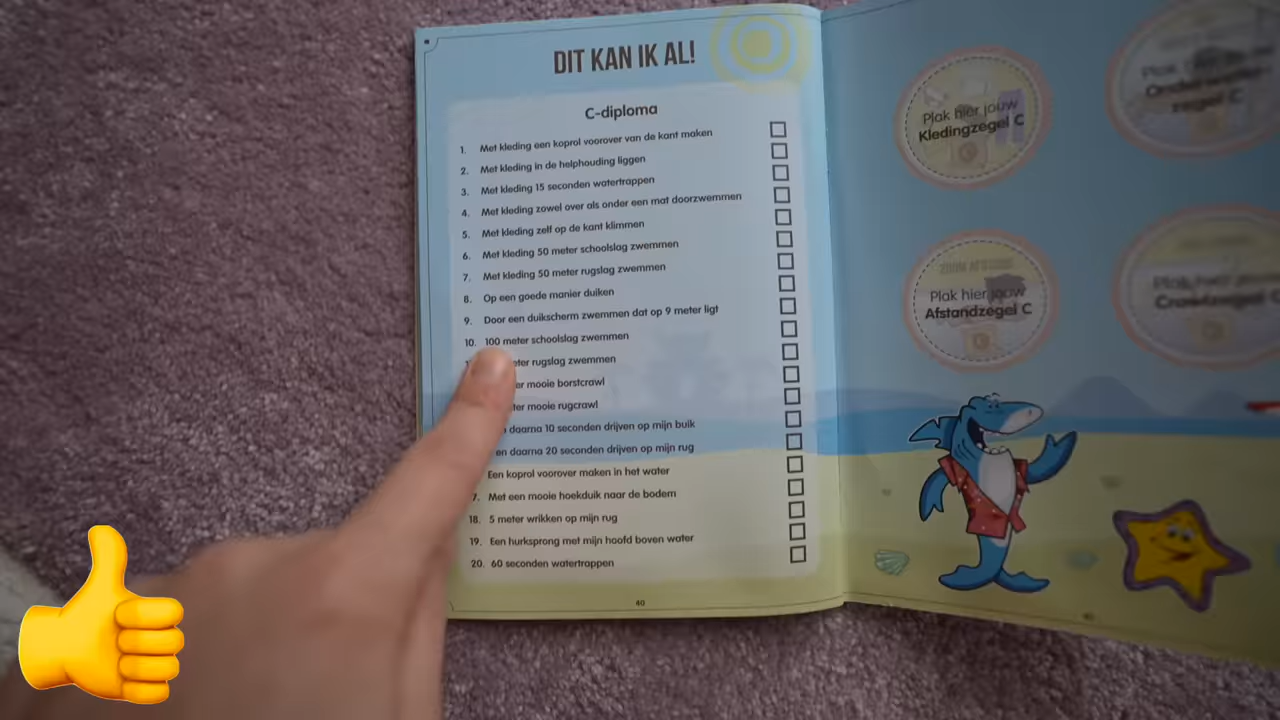 DIT KAN IK AL!
C-diploma
1. Met kleding een koprol voorover van de kant maken
2. Met kleding in de helphouding liggen
3. Met kleding 15 seconden watertrappen
4. Met kleding zowel over als onder een mat doorzwemmen
5. Met kleding zelf op de kant klimmen
6. Met kleding 50 meter schoolslag zwemmen
7. Met kleding 50 meter rugslag zwemmen
8. Op een goede manier duiken
9. Door een duikscherm zwemmen dat op 9 meter ligt
10. 100 meter schoolslag zwemmen
rugslag zwemmen
mooie borstcrawl
mooie rugcrawl
daarna 10 seconden drijven op mijn buik
en daarna 20 seconden drijven op mijn rug
Een koprol voorover maken in het water
7. Met een mooie hoekduik naar de bodem
18. 5 meter wrikken op mijn rug
19. Een hurksprong met mijn hoofd boven water
20. 60 seconden watertrappen
40
Plak hier jouw
Kledingzegel C
Plak
zegel C
Plak hier jouw
Afstandzegel C
Plak hier